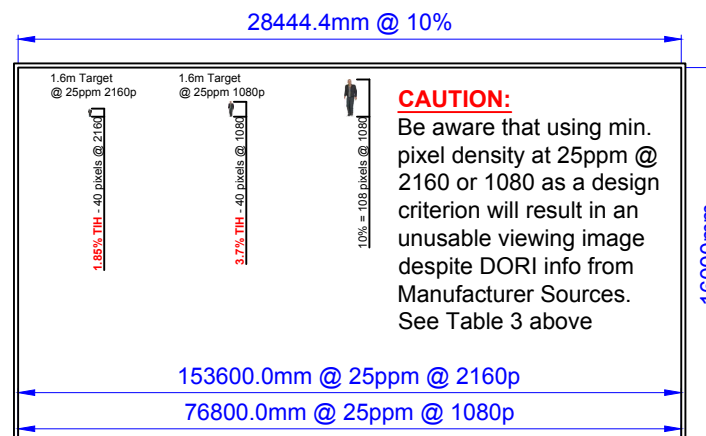 28444.4mm @ 10%
1.6m Target
@ 25ppm 2160p
1.6m Target
@ 25ppm 1080p
1.85% TIH - 40 pixels @ 2160
3.7% TIH - 40 pixels @ 1080
10% = 108 pixels @ 1080
CAUTION:
Be aware that using min.
pixel density at 25ppm @
2160 or 1080 as a design
criterion will result in an
unusable viewing image
despite DORI info from
Manufacturer Sources.
See Table 3 above
153600.0mm @ 25ppm @ 2160p
76800.0mm @ 25ppm @ 1080p